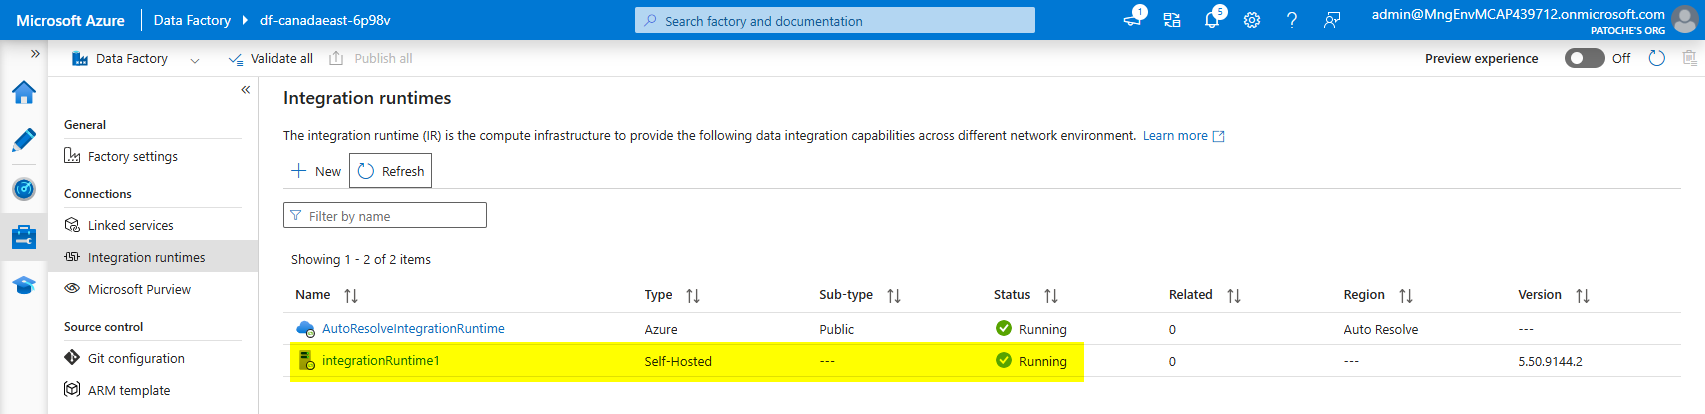 Microsoft Azure Data Factory > df-canadaeast-6p98v Search factory and documentation 1 5 ? admin@MngEnvMCAP439712.onmicrosoft.com
PATOCHE'S ORG
» Data Factory Validate all Publish all Preview experience Off
«
General
Factory settings
Connections
Linked services
Integration runtimes
Microsoft Purview
Source control
Git configuration
ARM template
Integration runtimes
The integration runtime (IR) is the compute infrastructure to provide the following data integration capabilities across different network environment. Learn more
+ New Refresh
Filter by name
Showing 1 - 2 of 2 items
Name Type Sub-type Status Related Region Version
AutoResolveIntegrationRuntime Azure Public Running 0 Auto Resolve ---
integrationRuntime1 Self-Hosted --- Running 0 --- 5.50.9144.2